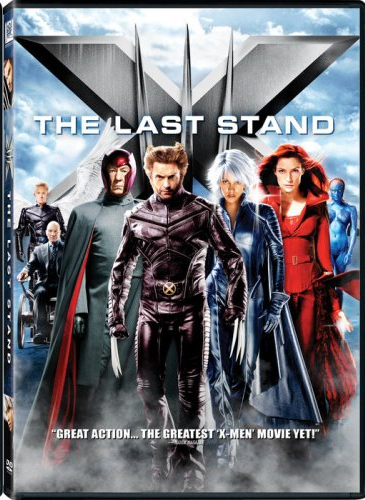 THE LAST STAND
THE LAST STAND
"GREAT ACTION... THE GREATEST 'X-MEN' MOVIE YET!"